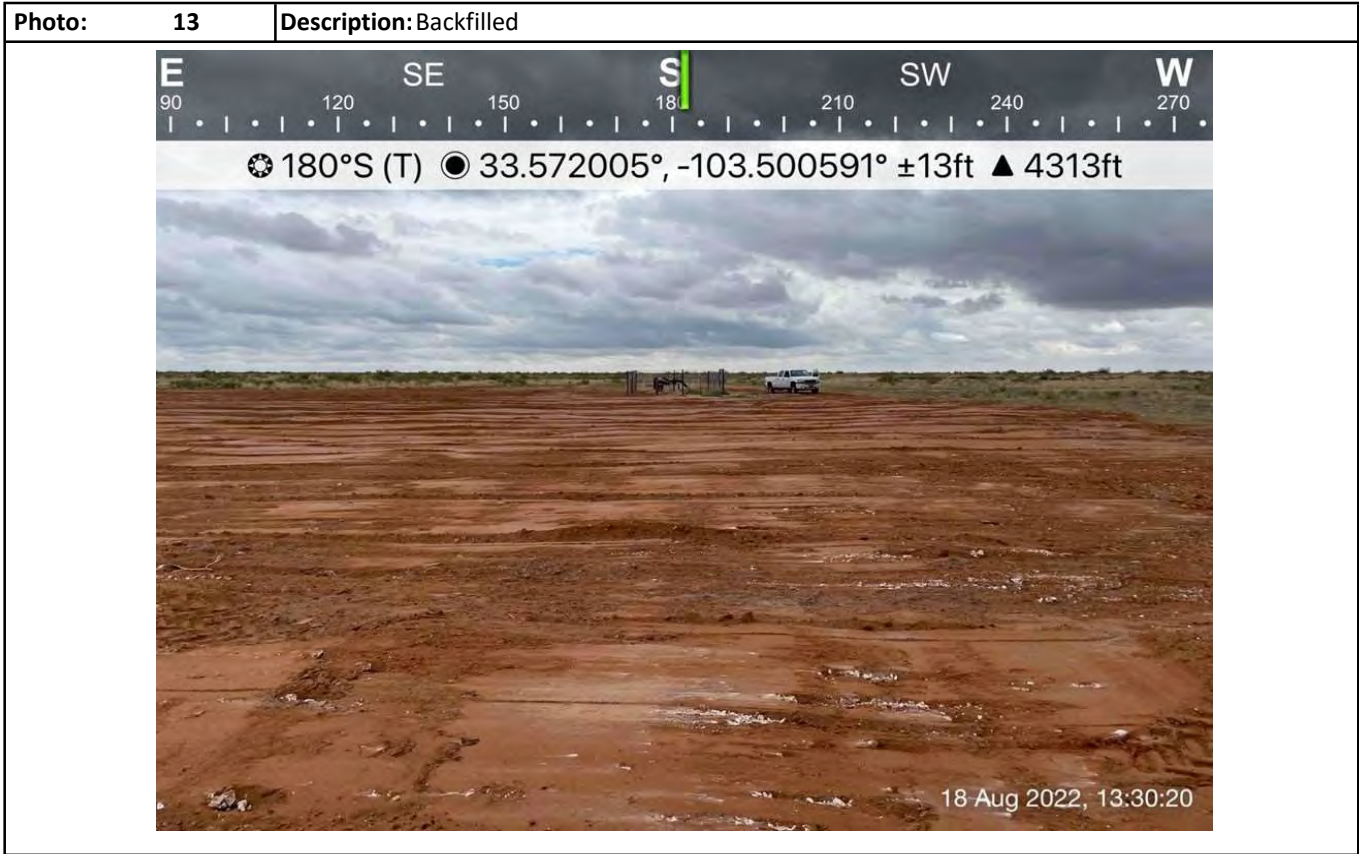 Photo: 13 Description: Backfilled
E SE S SW W
90 120 150 180 210 240 270
180°S (T) 33.572005°, -103.500591° ±13ft ▲ 4313ft
18 Aug 2022, 13:30:20